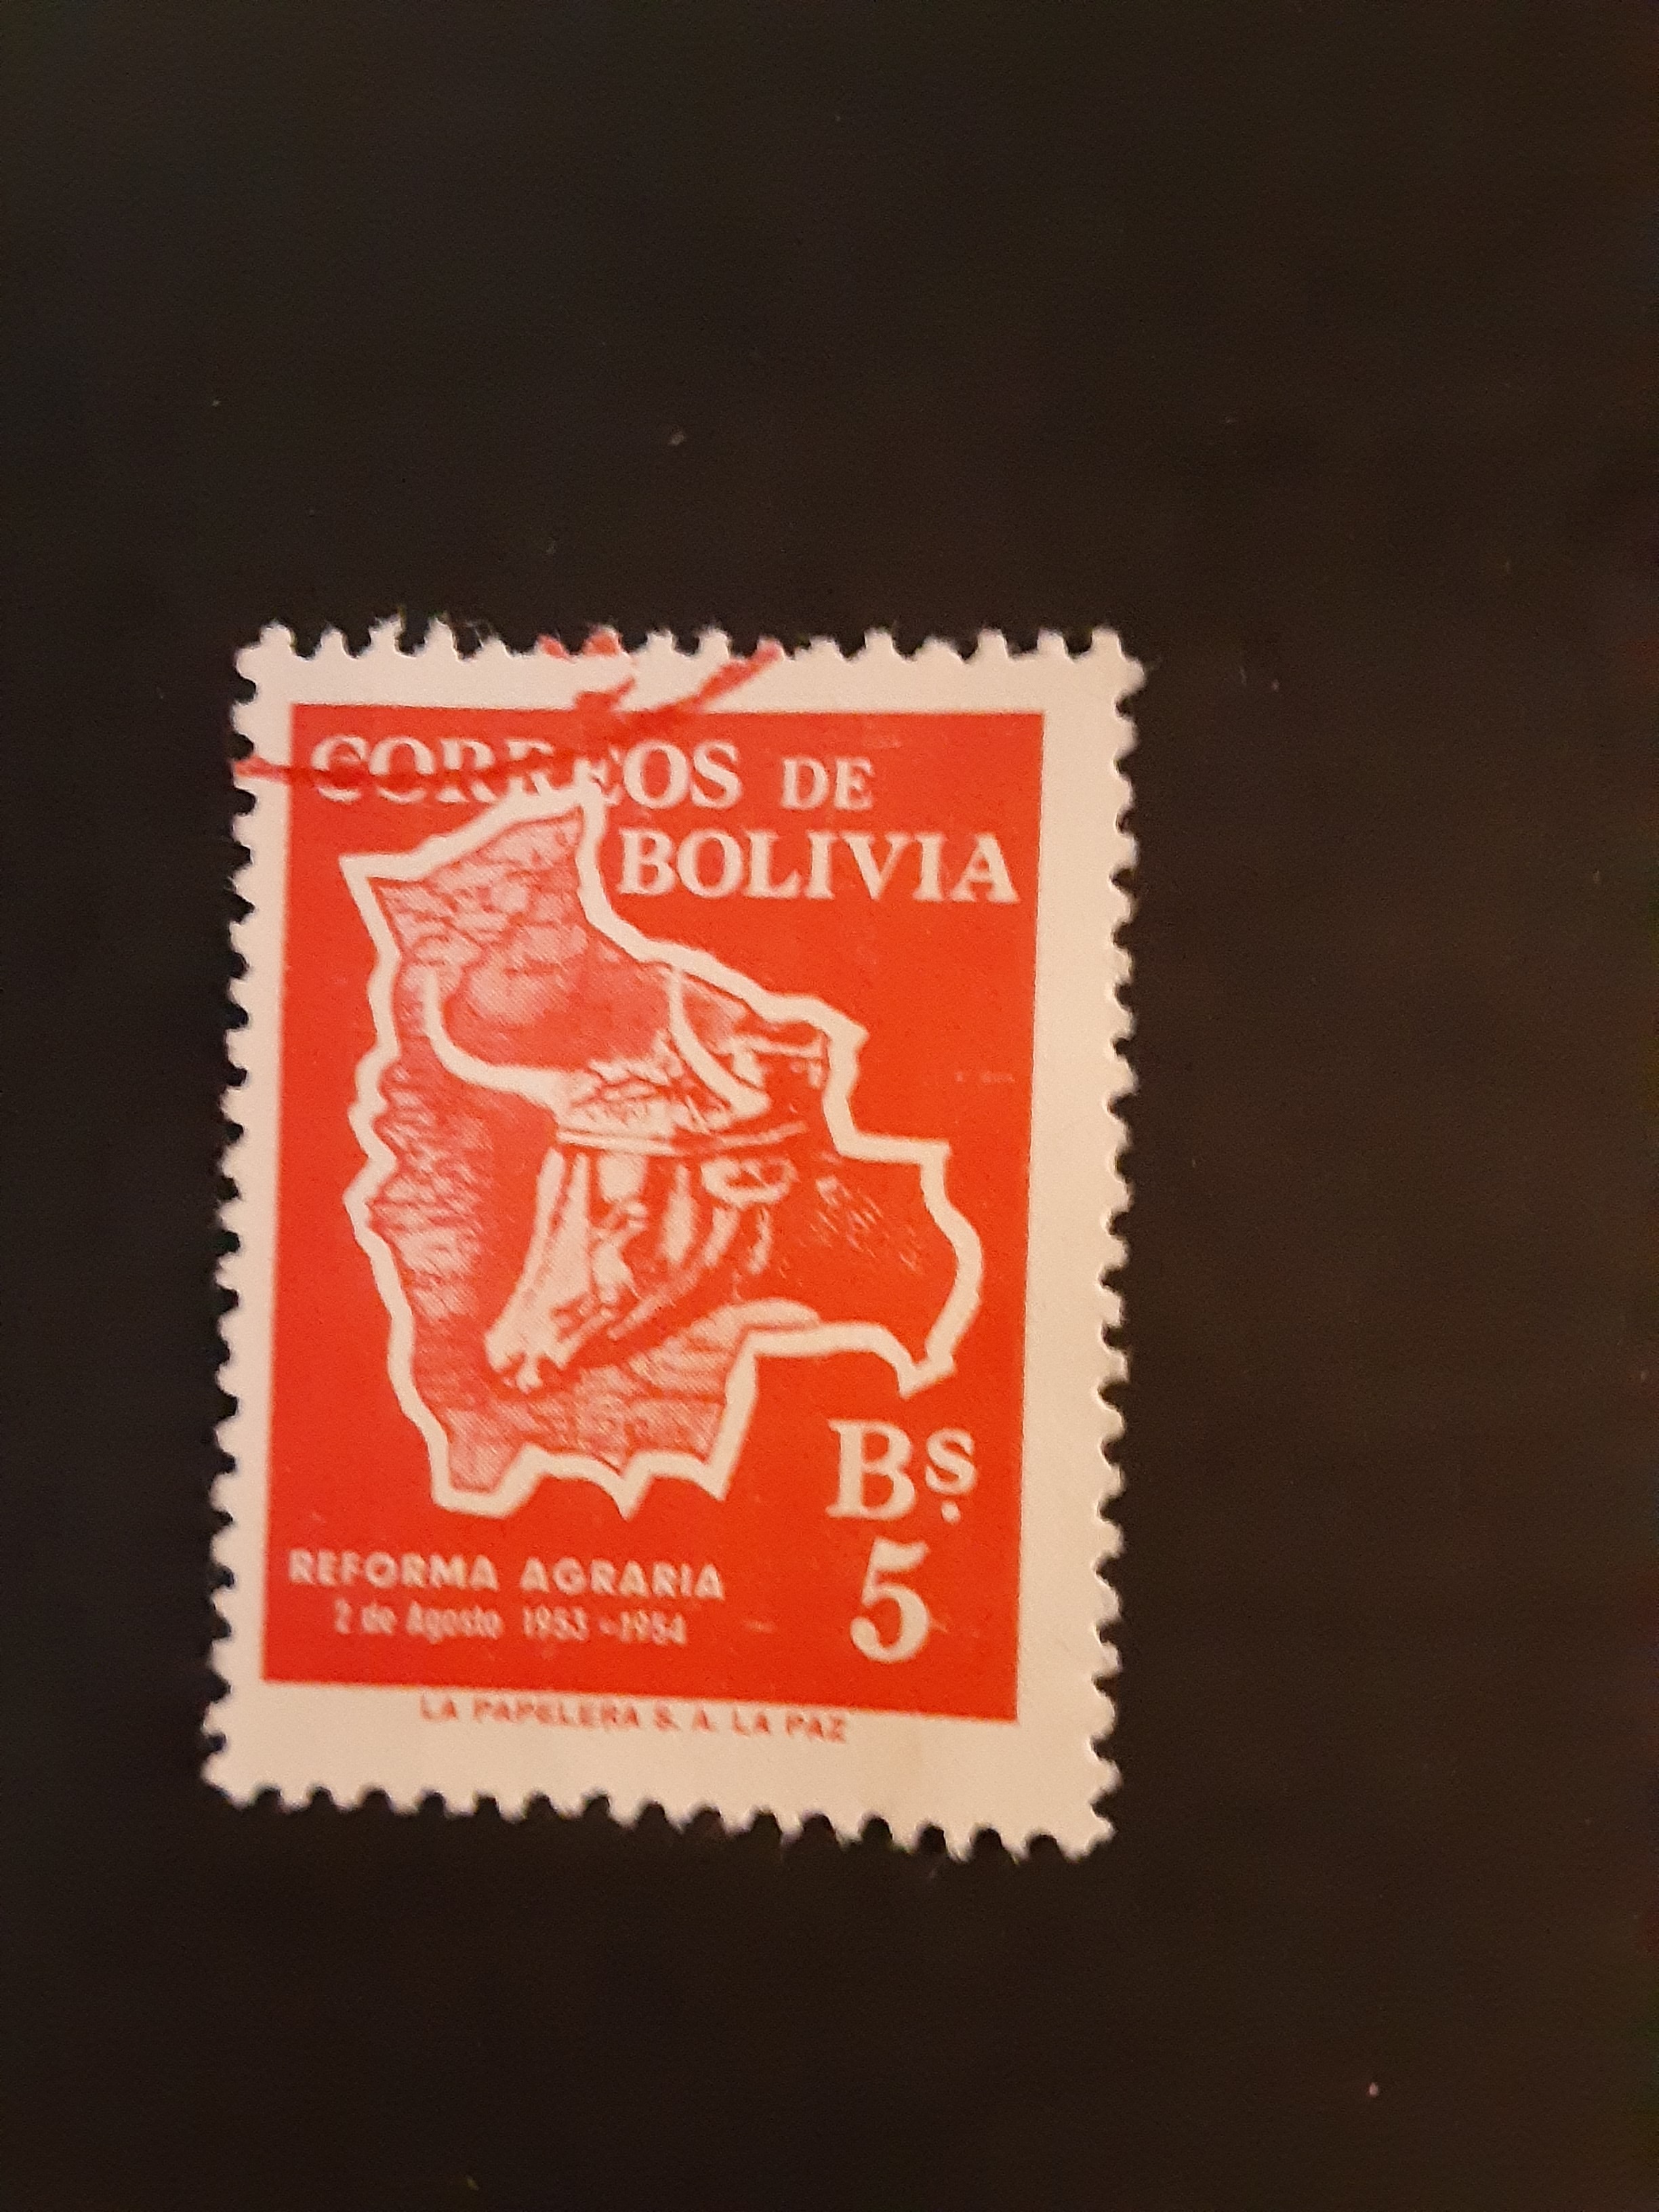 CORREOS DE
BOLIVIA
Bs.
5
REFORMA AGRARIA
2 de Agosto 1953-1954
LA PAPELERA S. A. LA PAZ